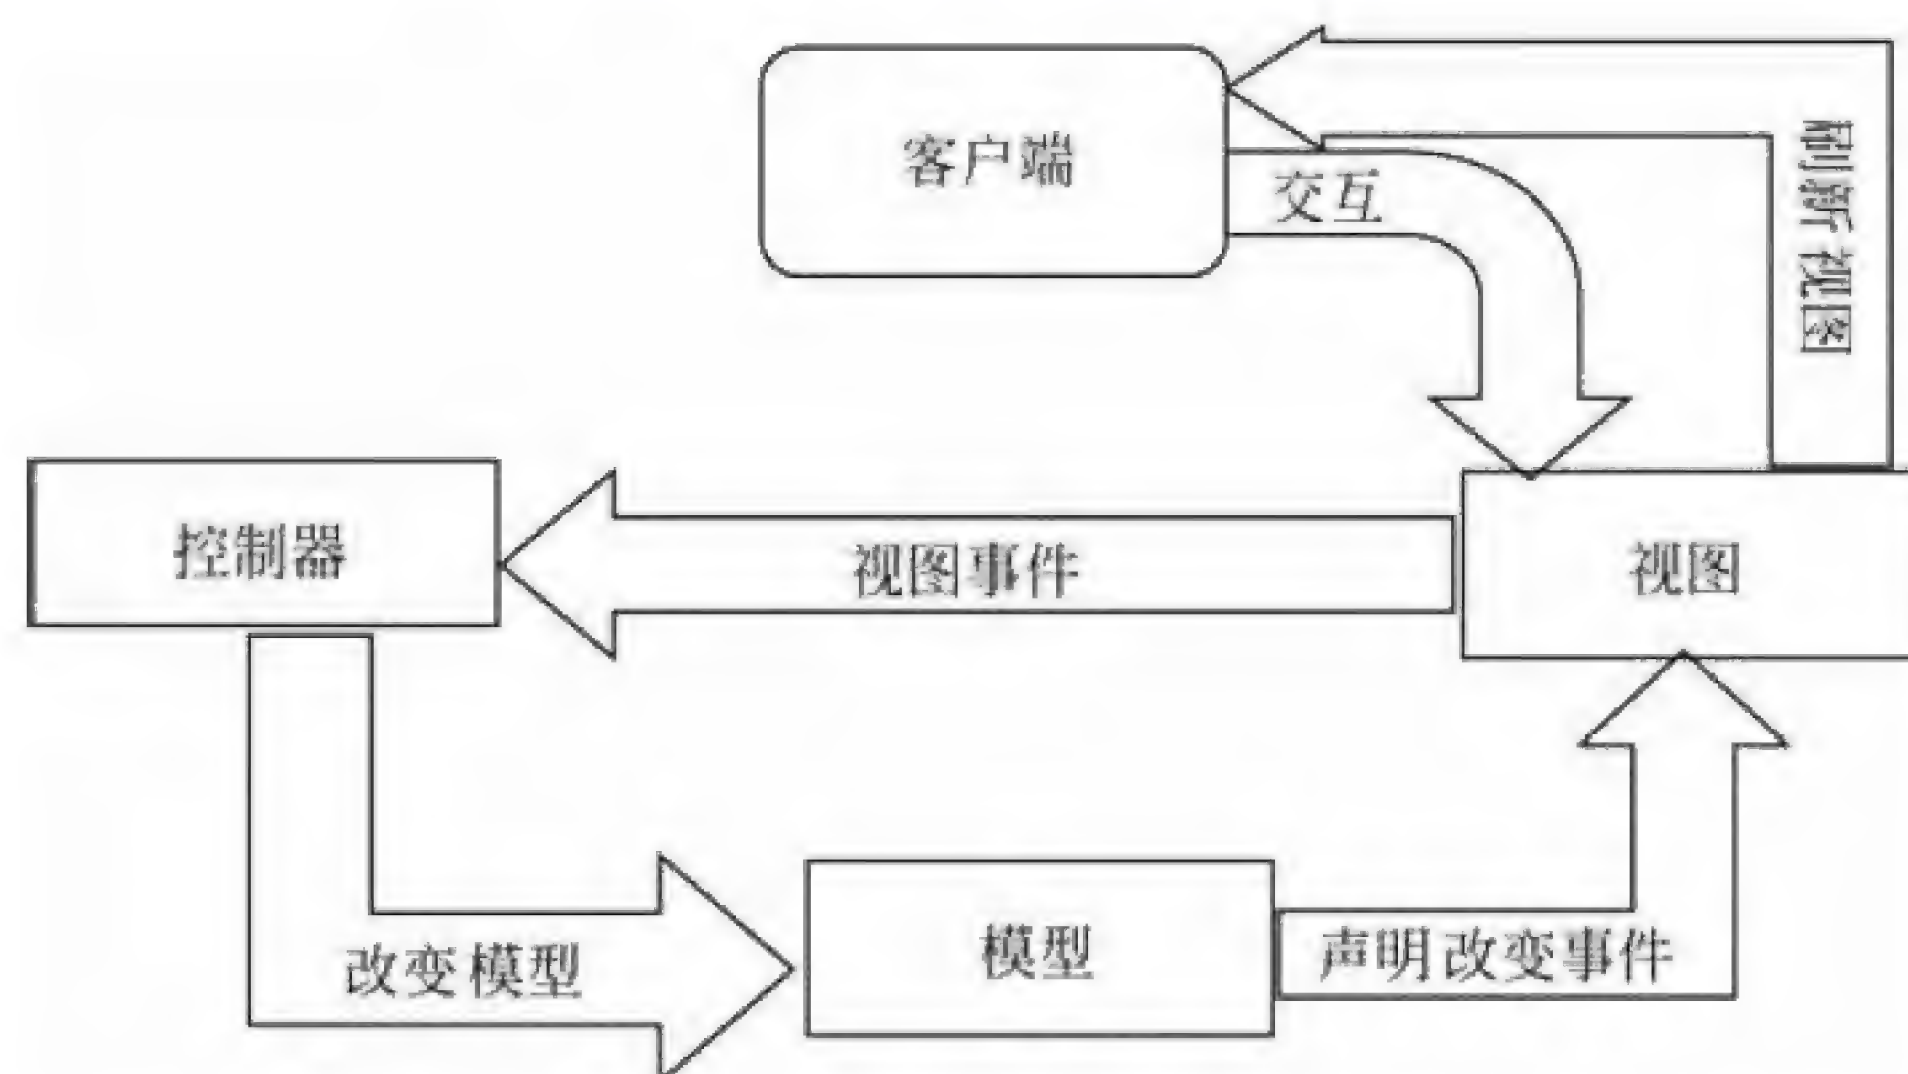 客户端
交互
刷新视图
控制器
视图事件
视图
改变模型
模型
声明改变事件